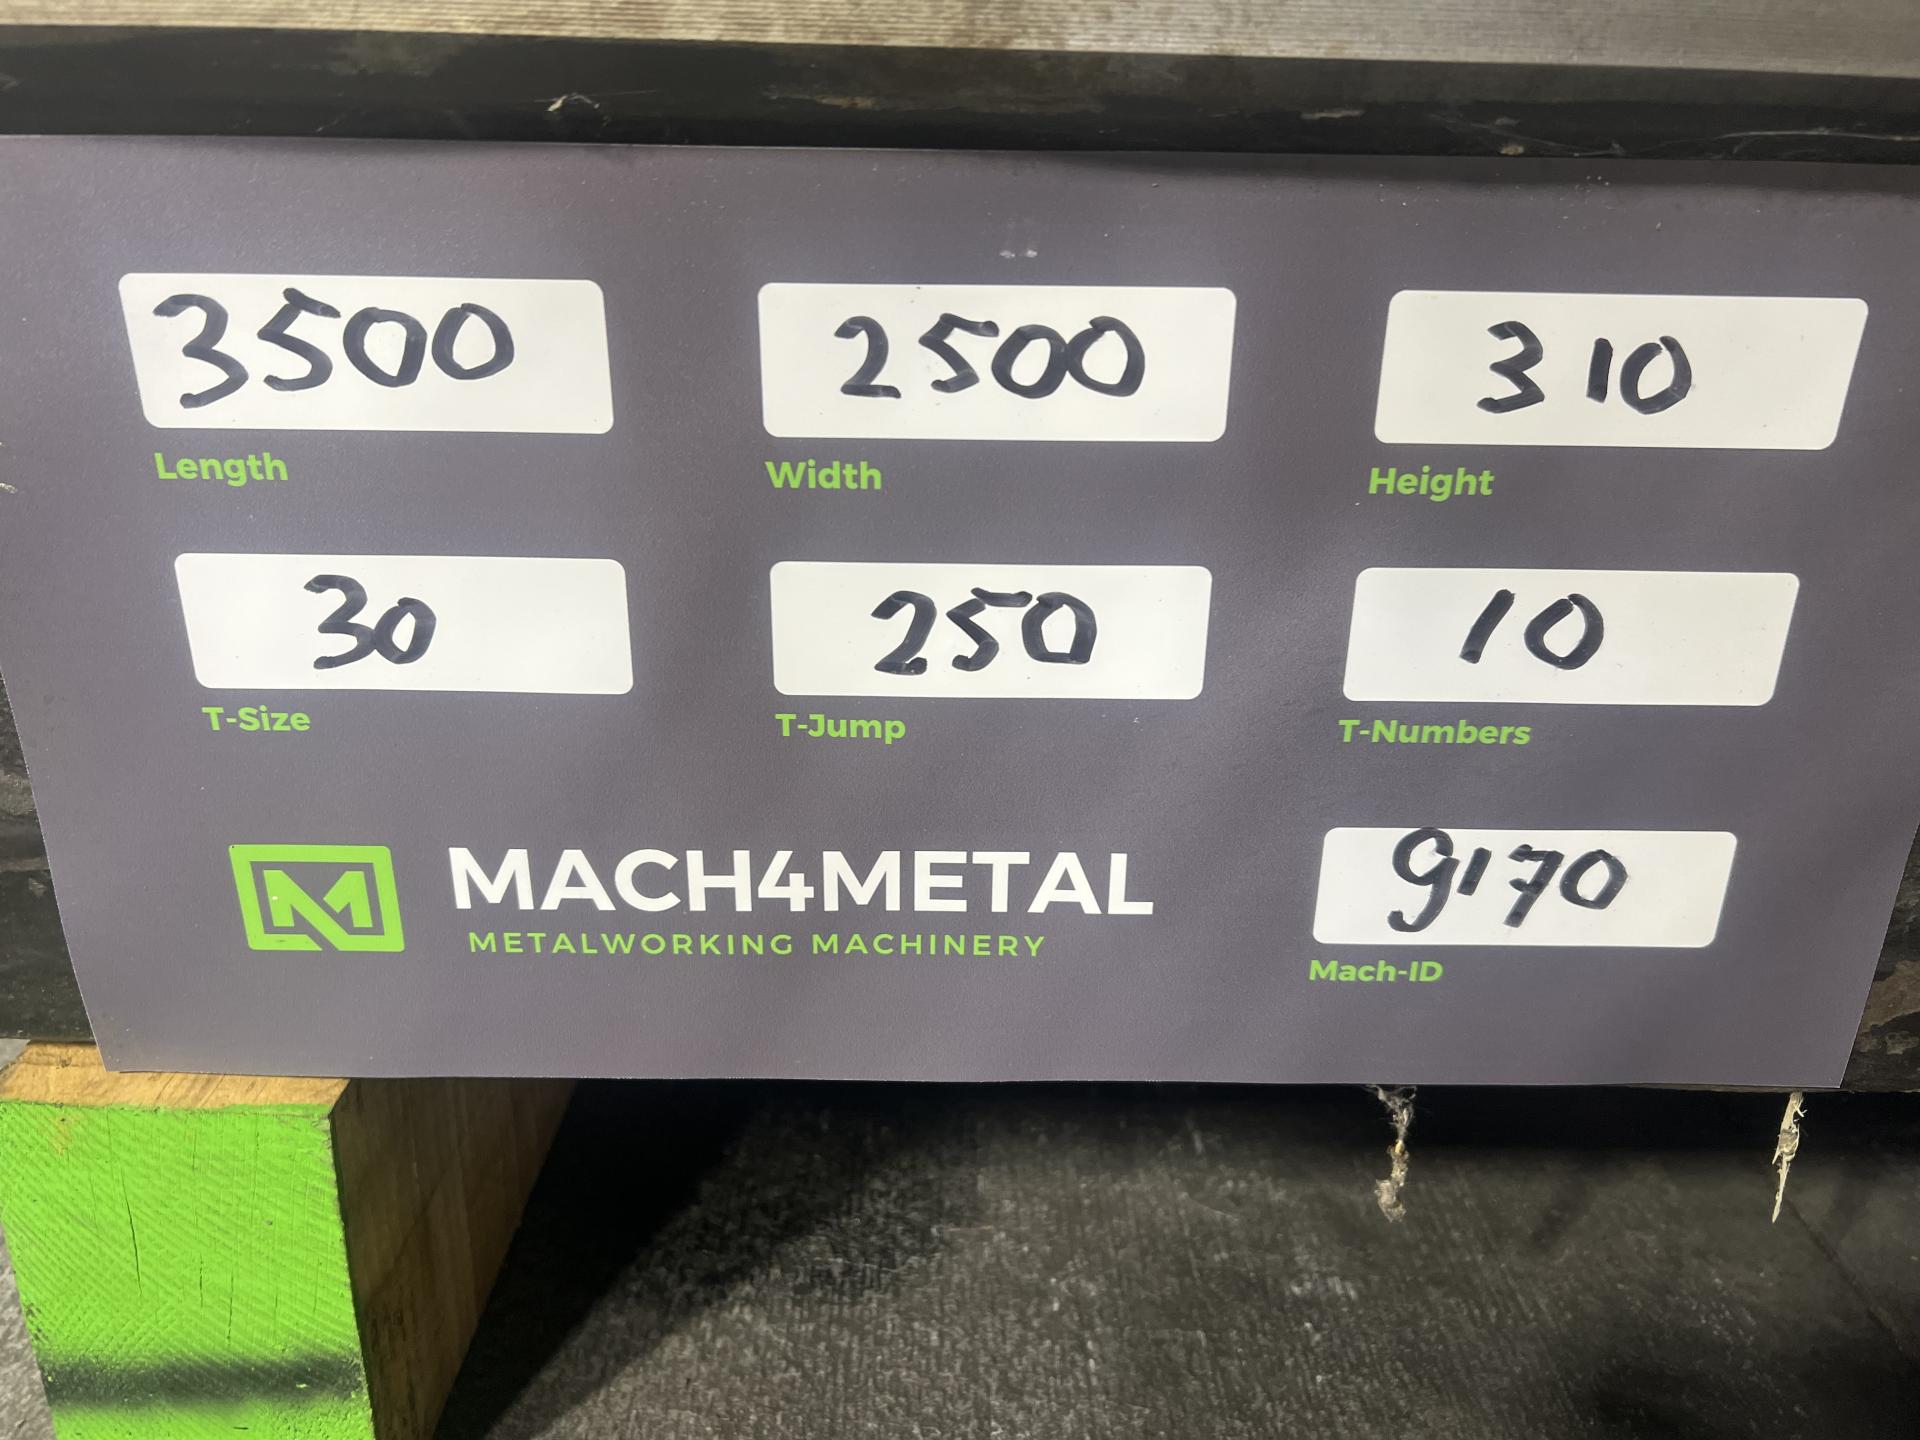 3500 2500 310
Length Width Height
30 250 10
T-Size T-Jump T-Numbers
MACH4METAL
METALWORKING MACHINERY
9170
Mach-ID